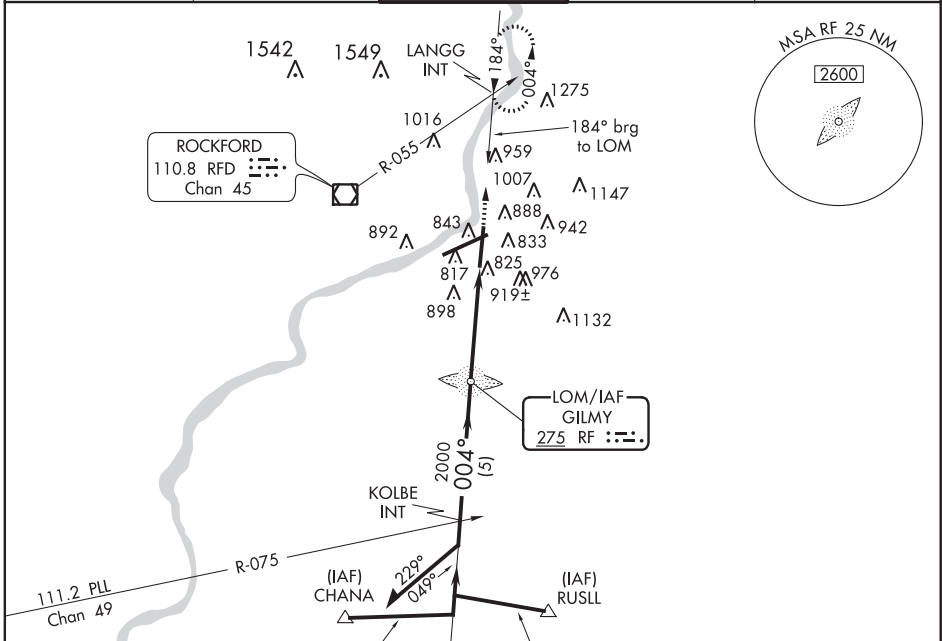 MSA RF 25 NM
2600
1542
1549
LANGG
INT
184°
004°
1275
1016
184° brg
to LOM
ROCKFORD
110.8 RFD
Chan 45
R-055
959
1007
1147
888
942
843
892
833
825
817
976
919±
898
1132
LOM/IAF
GILMY
275 RF
2000
004°
(5)
KOLBE
INT
R-075
111.2 PLL
Chan 49
229°
049°
(IAF)
CHANA
(IAF)
RUSLL